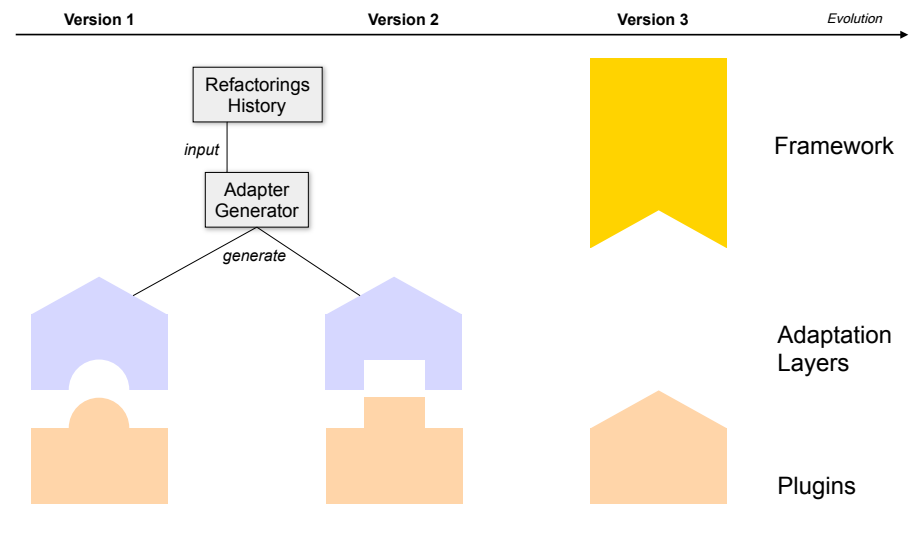 Version 1
Version 2
Version 3
Evolution
Refactorings
History
Framework
input
Adapter
Generator
generate
Adaptation
Layers
Plugins